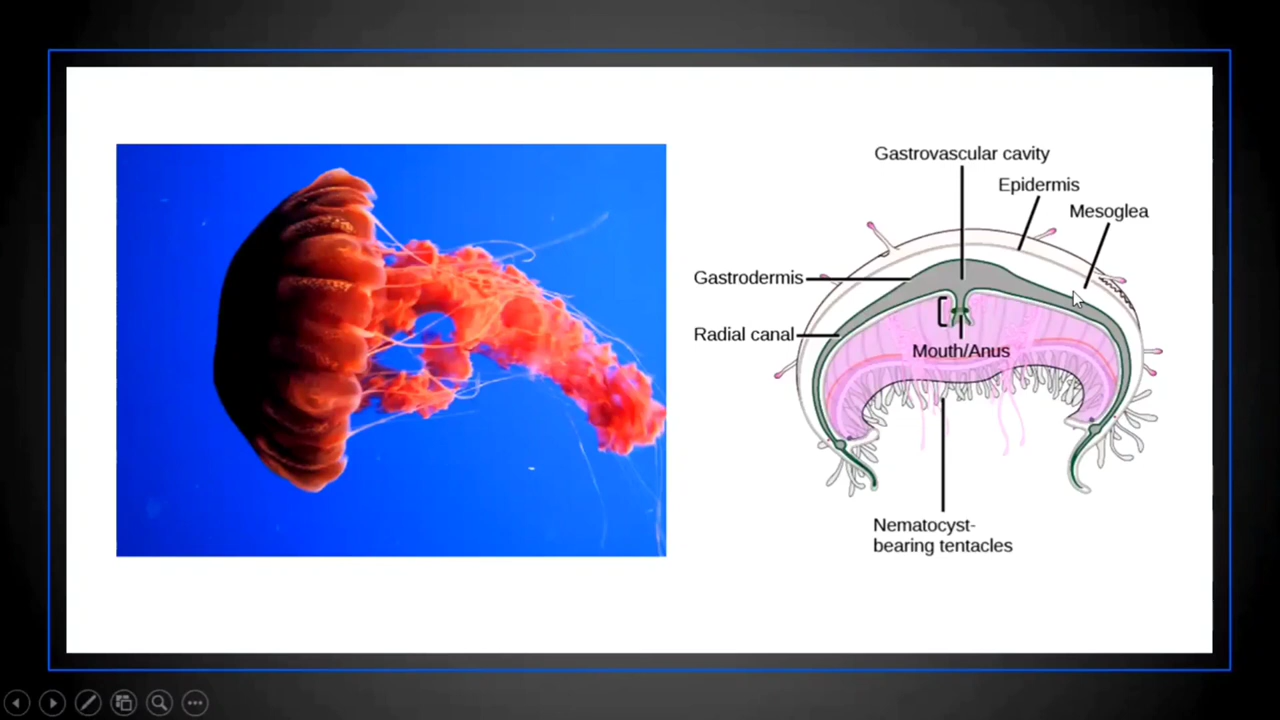 Gastrovascular cavity
Epidermis
Mesoglea
Gastrodermis
Radial canal
Mouth/Anus
Nematocyst-
bearing tentacles